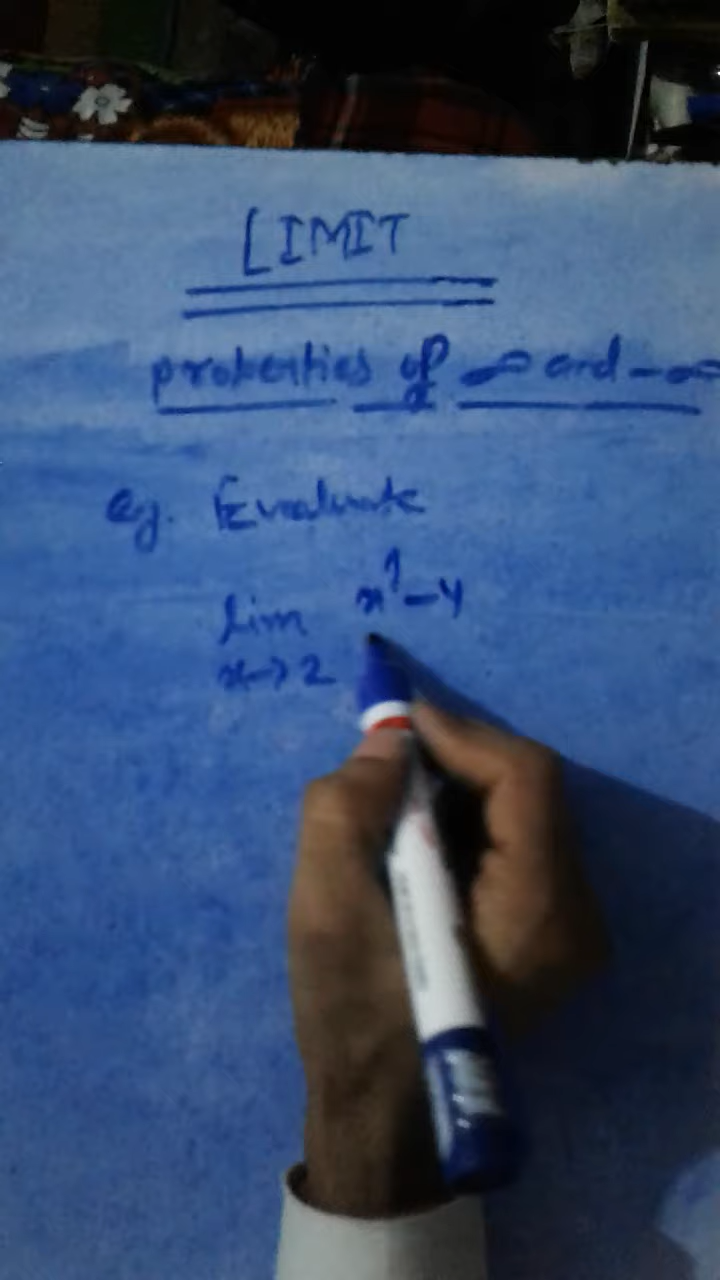 LIMIT
properties of ∞ and -∞
eg. Evaluate
lim x² - 4
x→2